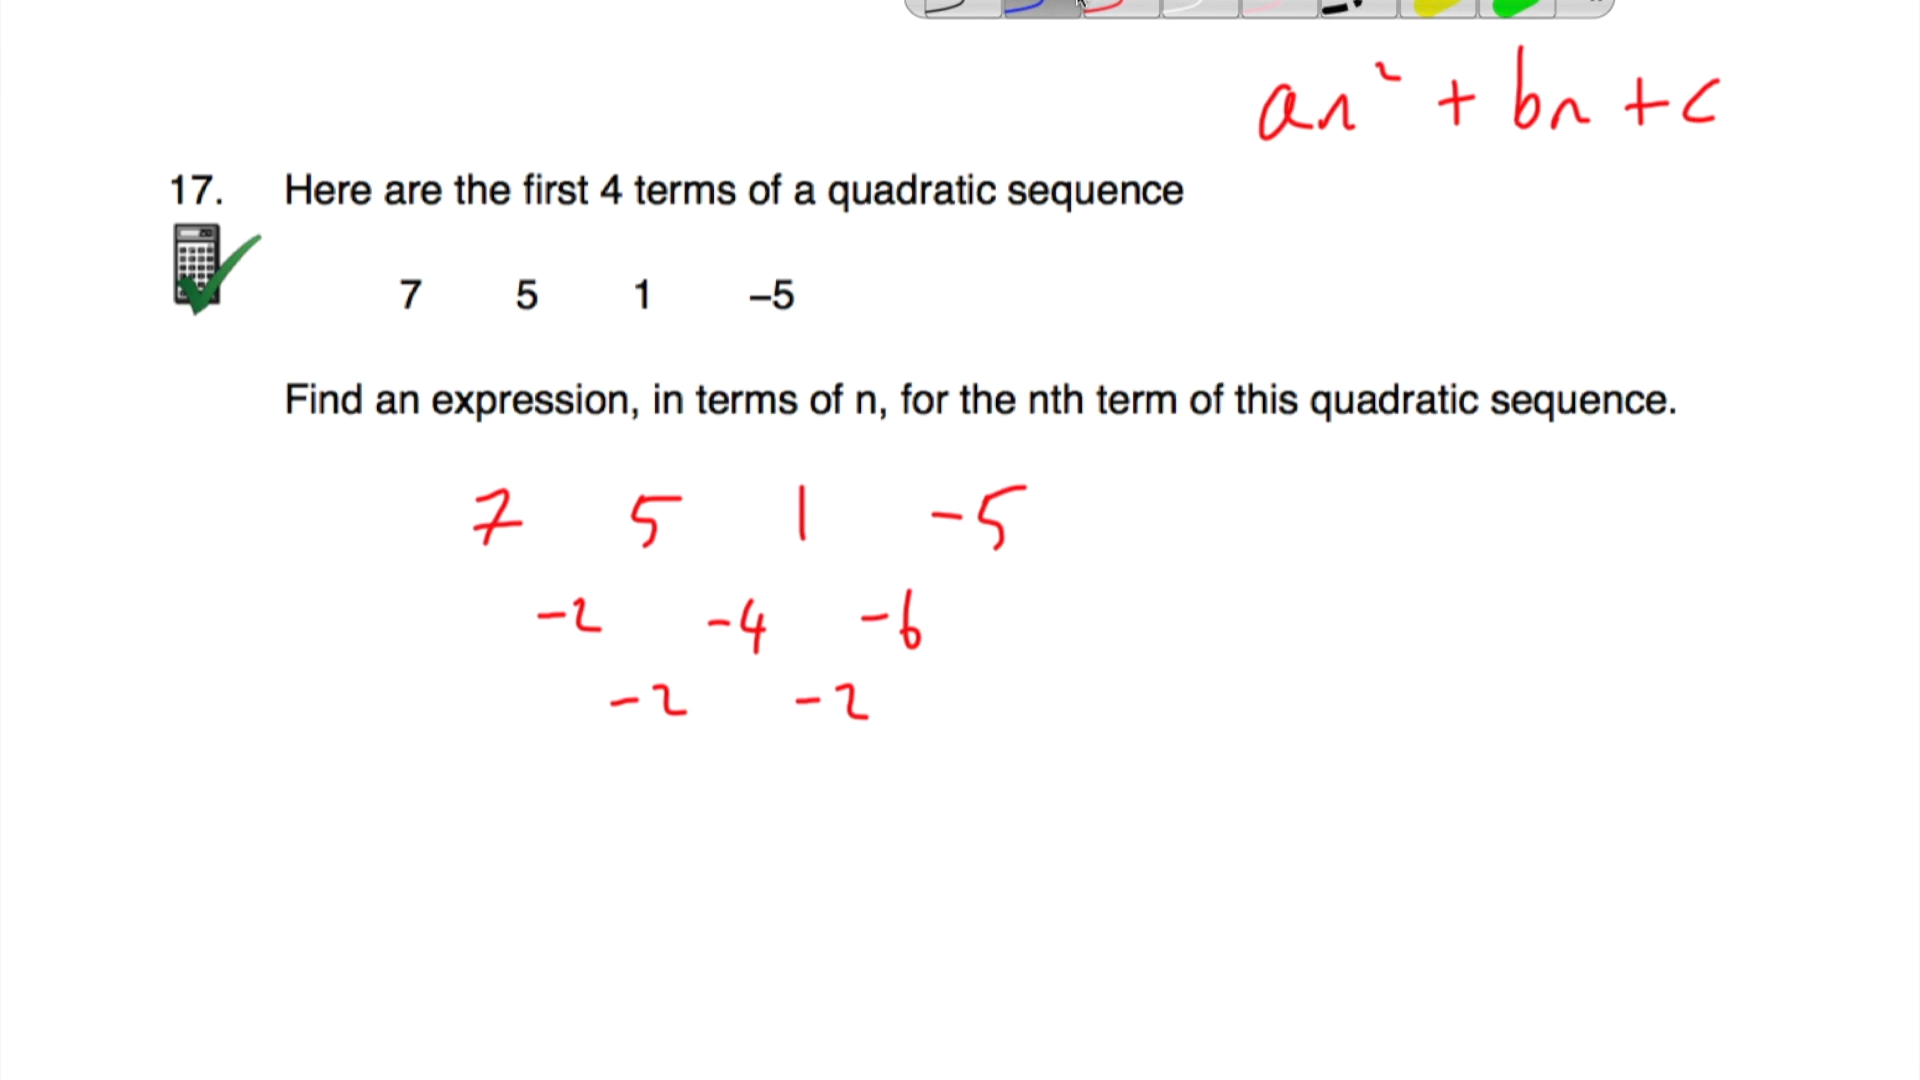 an² + bn + c
17. Here are the first 4 terms of a quadratic sequence
7 5 1 –5
Find an expression, in terms of n, for the nth term of this quadratic sequence.
7 5 1 -5
-2 -4 -6
-2 -2